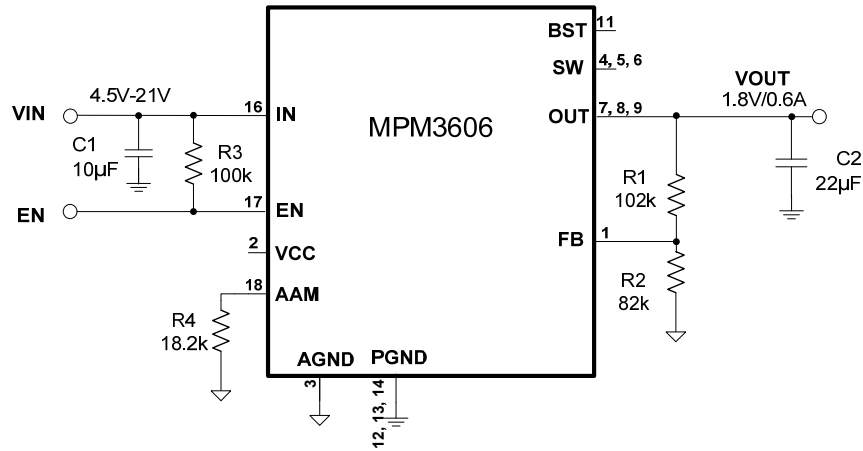 BST
11
SW
4, 5, 6
VIN
4.5V-21V
16
IN
MPM3606
OUT
7, 8, 9
VOUT
1.8V/0.6A
C1
10µF
R3
100k
R1
102k
C2
22µF
EN
17
EN
FB
1
2
VCC
18
AAM
R2
82k
R4
18.2k
AGND
PGND
3
12, 13, 14